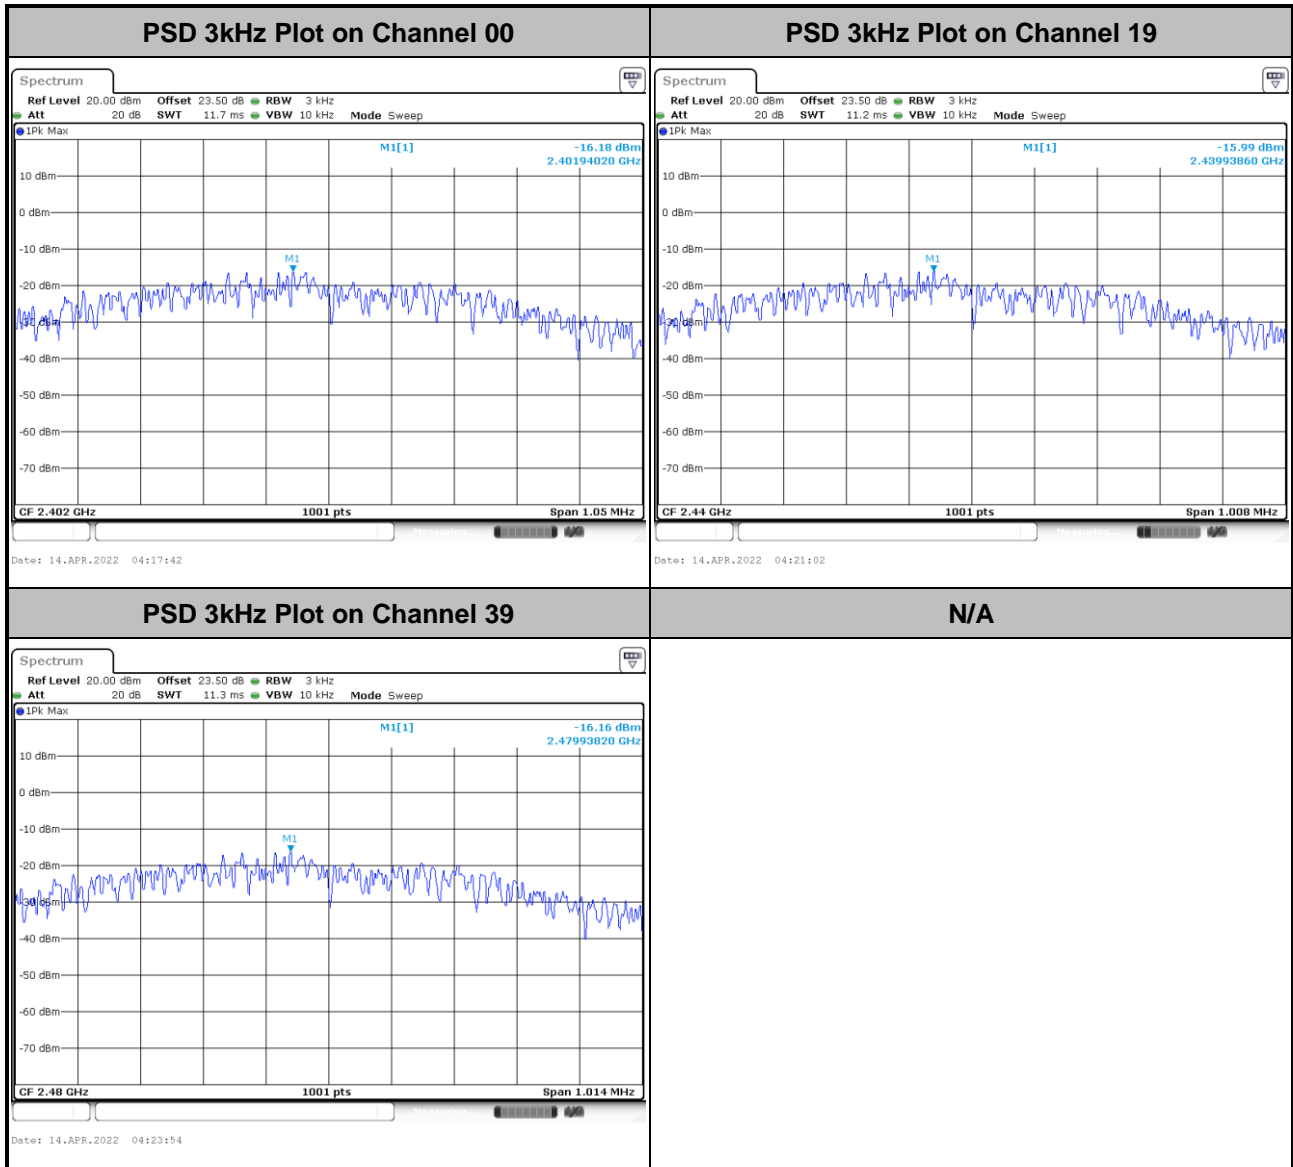 PSD 3kHz Plot on Channel 00
Spectrum
Ref Level 20.00 dBm Offset 23.50 dB RBW 3 kHz
Att 20 dB SWT 11.7 ms VBW 10 kHz Mode Sweep
1Pk Max
M1[1] -16.18 dBm
2.40194020 GHz
10 dBm
0 dBm
-10 dBm
M1
-20 dBm
-30 dBm
-40 dBm
-50 dBm
-60 dBm
-70 dBm
CF 2.402 GHz 1001 pts Span 1.05 MHz
Measuring...
Date: 14.APR.2022 04:17:42
PSD 3kHz Plot on Channel 19
Spectrum
Ref Level 20.00 dBm Offset 23.50 dB RBW 3 kHz
Att 20 dB SWT 11.2 ms VBW 10 kHz Mode Sweep
1Pk Max
M1[1] -15.99 dBm
2.43993860 GHz
10 dBm
0 dBm
-10 dBm
M1
-20 dBm
-30 dBm
-40 dBm
-50 dBm
-60 dBm
-70 dBm
CF 2.44 GHz 1001 pts Span 1.008 MHz
Measuring...
Date: 14.APR.2022 04:21:02
PSD 3kHz Plot on Channel 39
Spectrum
Ref Level 20.00 dBm Offset 23.50 dB RBW 3 kHz
Att 20 dB SWT 11.3 ms VBW 10 kHz Mode Sweep
1Pk Max
M1[1] -16.16 dBm
2.47993820 GHz
10 dBm
0 dBm
-10 dBm
M1
-20 dBm
-30 dBm
-40 dBm
-50 dBm
-60 dBm
-70 dBm
CF 2.48 GHz 1001 pts Span 1.014 MHz
Measuring...
Date: 14.APR.2022 04:23:54
N/A